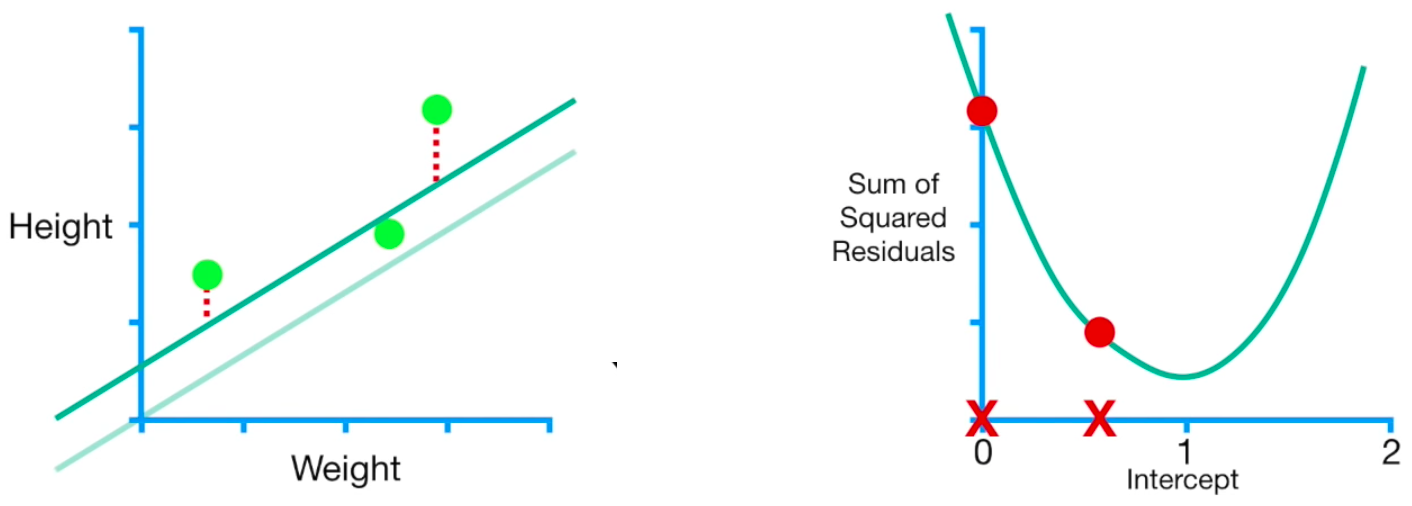 Height
Weight
Sum of
Squared
Residuals
X
X
0
1
2
Intercept